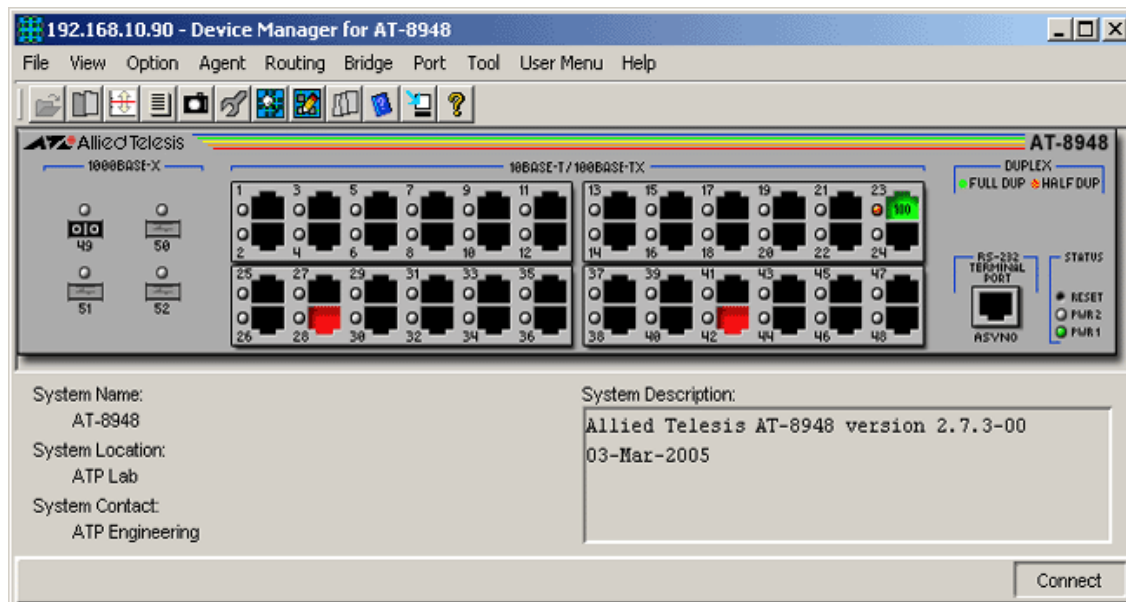 192.168.10.90 - Device Manager for AT-8948
File View Option Agent Routing Bridge Port Tool User Menu Help
Allied Telesis
AT-8948
1000BASE-X
10BASE-T/100BASE-TX
DUPLEX
FULL DUP HALF DUP
1 3 5 7 9 11 13 15 17 19 21 23
100
49 50
2 4 6 8 10 12 14 16 18 20 22 24
25 27 29 31 33 35 37 39 41 43 45 47
51 52
26 28 30 32 34 36 38 40 42 44 46 48
RS-232
TERMINAL
PORT
ASYN0
STATUS
RESET
PWR2
PWR1
System Name:
AT-8948
System Location:
ATP Lab
System Contact:
ATP Engineering
System Description:
Allied Telesis AT-8948 version 2.7.3-00
03-Mar-2005
Connect